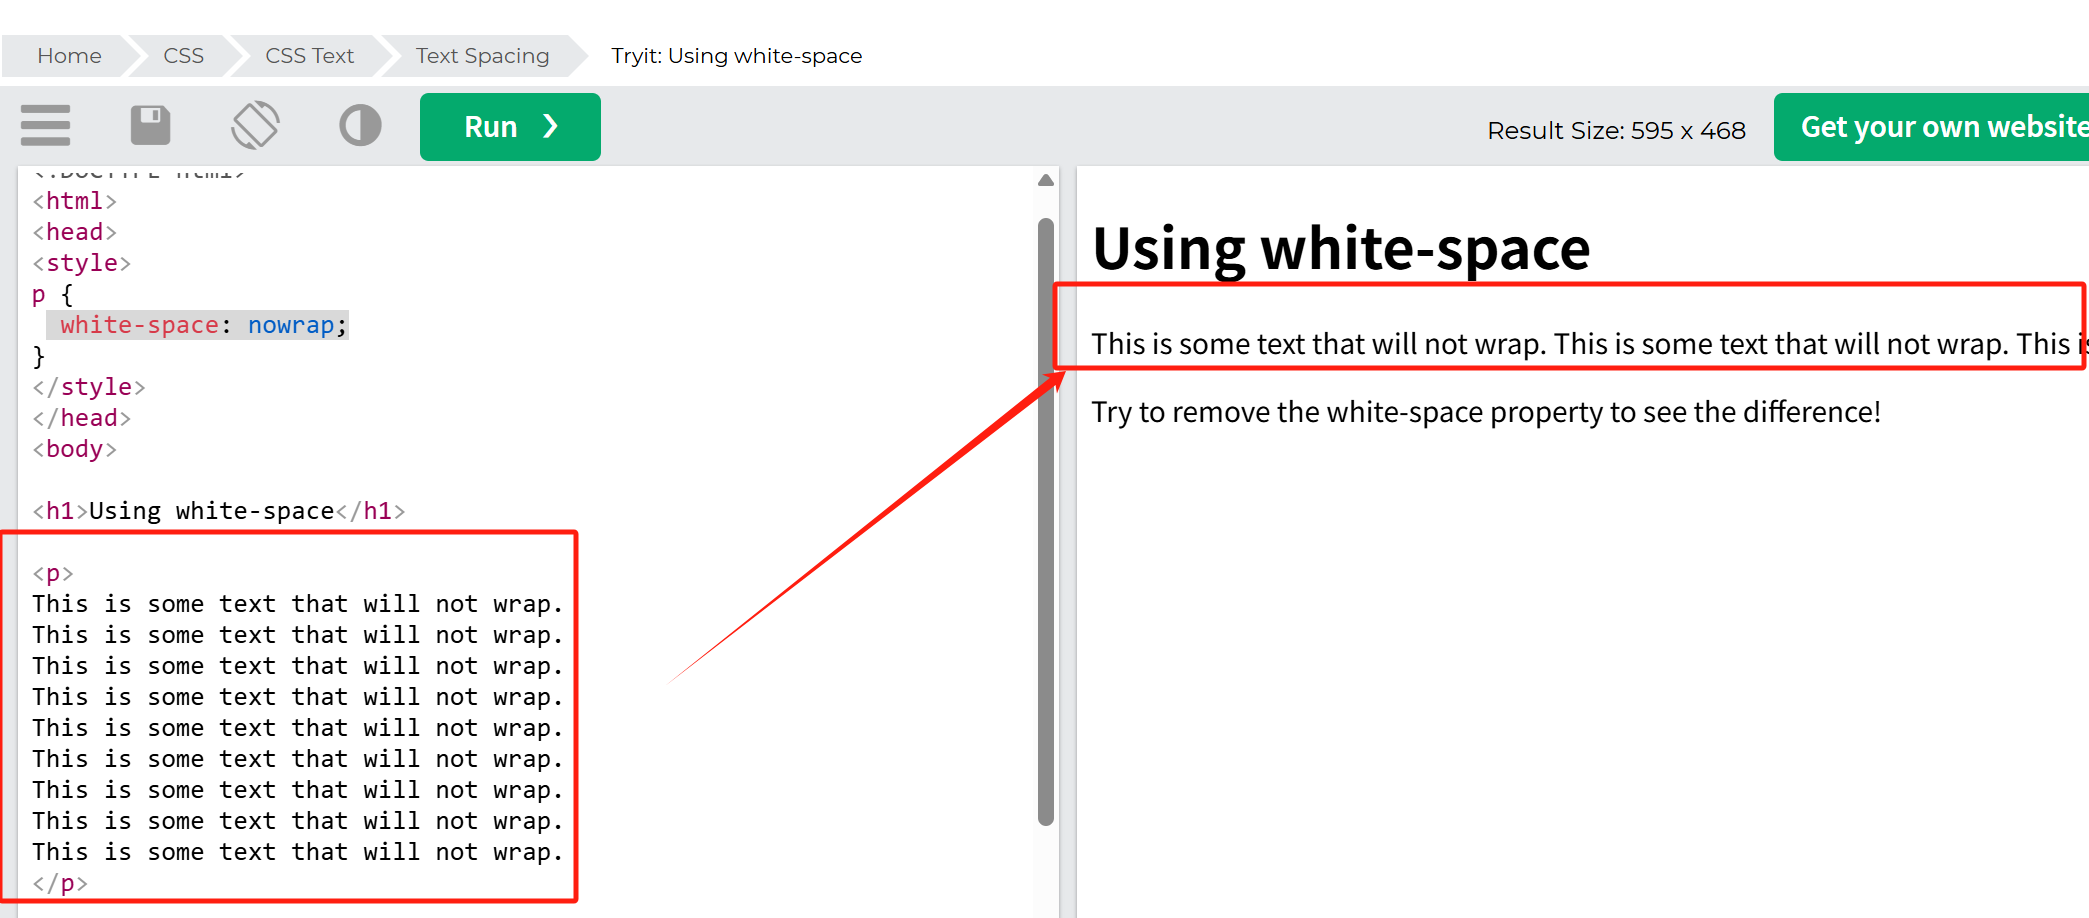 Home CSS CSS Text Text Spacing Tryit: Using white-space
Run ❯
Result Size: 595 x 468
Get your own website
<!DOCTYPE html>
<html>
<head>
<style>
p {
  white-space: nowrap;
}
</style>
</head>
<body>
<h1>Using white-space</h1>
<p>
This is some text that will not wrap.
This is some text that will not wrap.
This is some text that will not wrap.
This is some text that will not wrap.
This is some text that will not wrap.
This is some text that will not wrap.
This is some text that will not wrap.
This is some text that will not wrap.
This is some text that will not wrap.
</p>
Using white-space
This is some text that will not wrap. This is some text that will not wrap. This is
Try to remove the white-space property to see the difference!